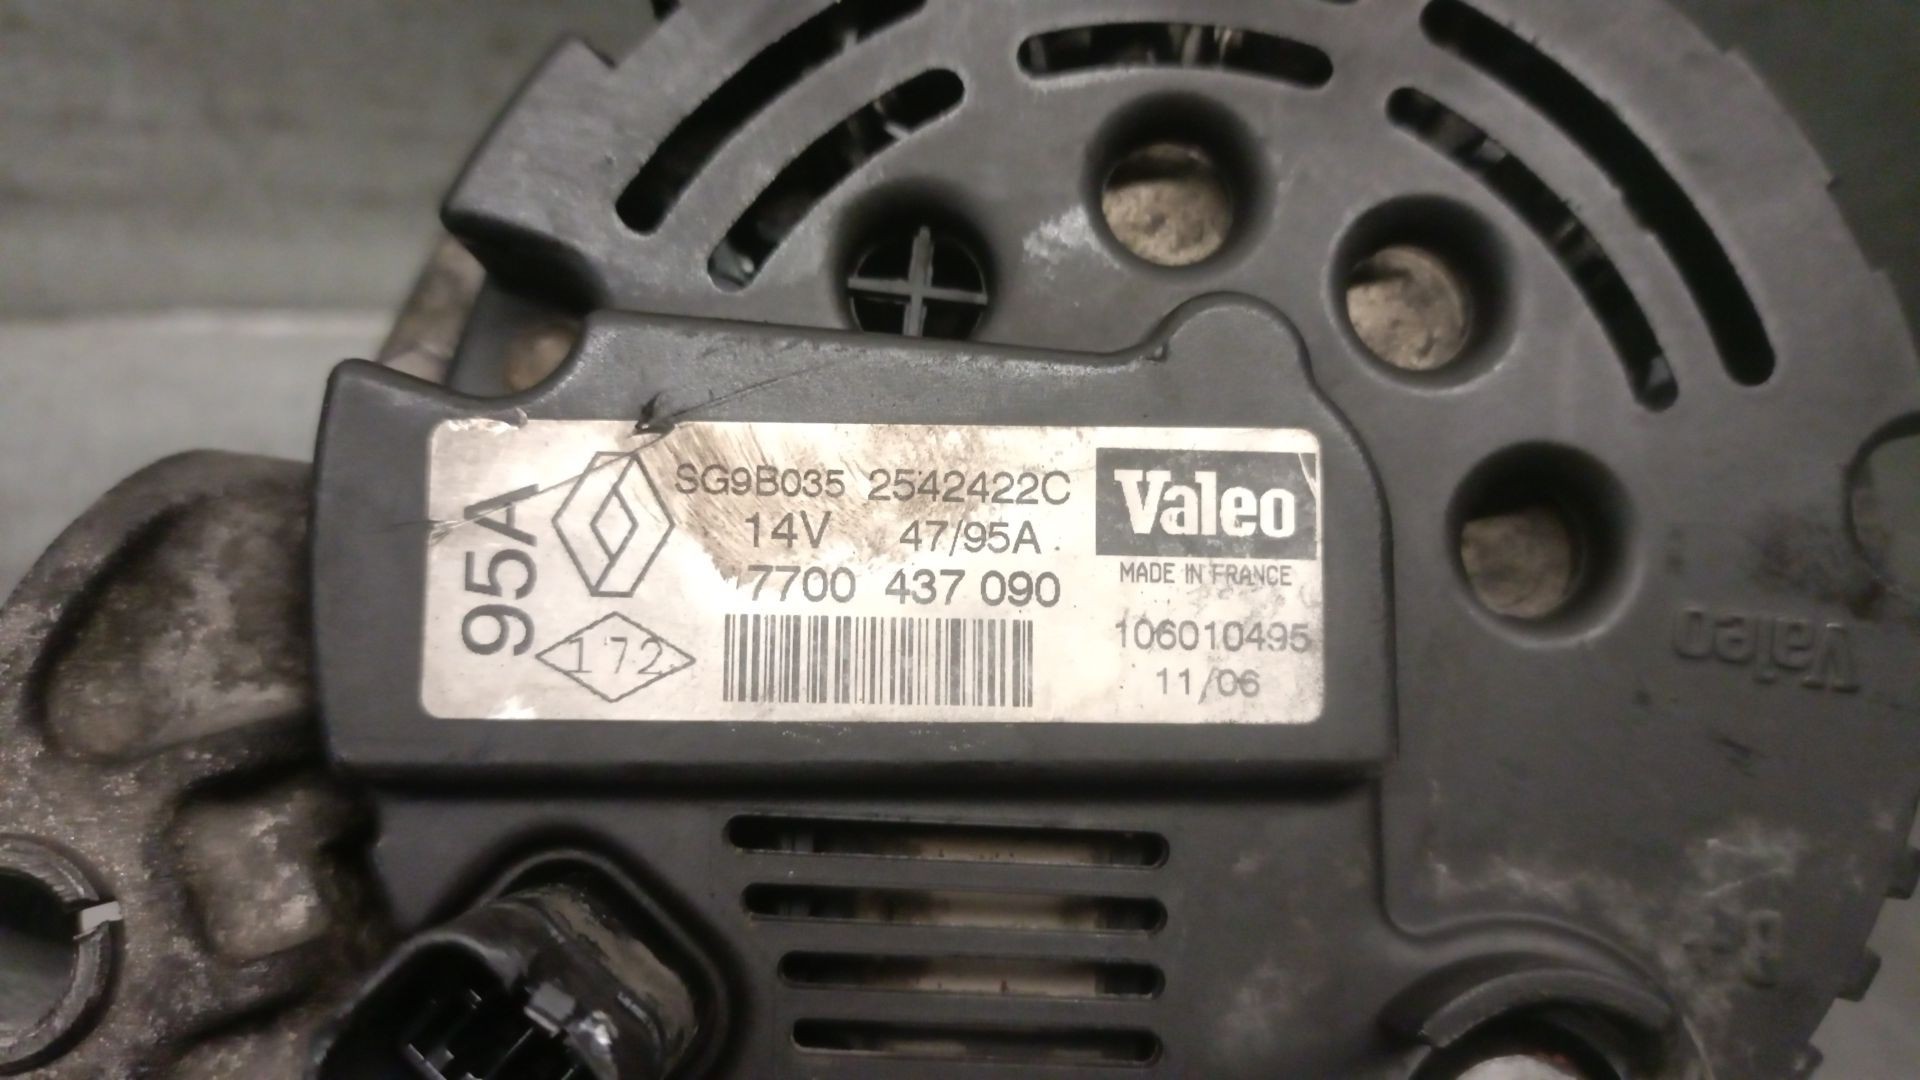 95A
SG9B035 2542422C
14V 47/95A
7700 437 090
172
Valeo
MADE IN FRANCE
106010495
11/06
Valeo
B+